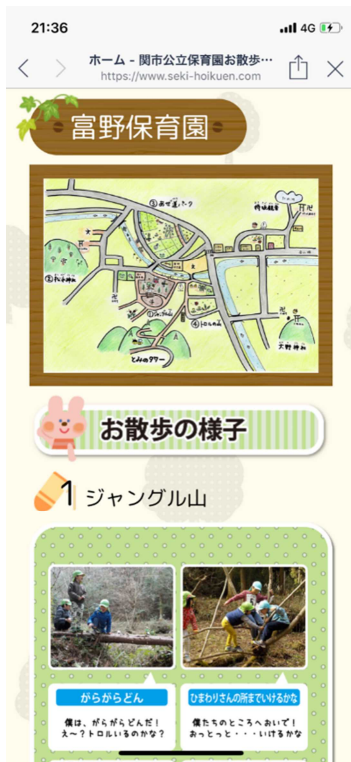 21:36
4G
ホーム - 関市公立保育園お散歩…
https://www.seki-hoikuen.com
富野保育園
とみのタワー
大野神社
お散歩の様子
1 ジャングル山
がらがらどん
僕は、がらがらどんだ！
え～？トロルいるのかな？
ひまわりさんの所までいけるかな
僕たちのところへおいで！
おっとっと・・・いけるかな